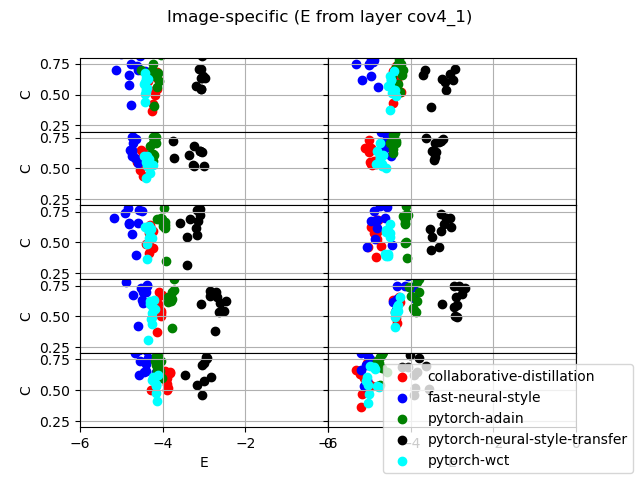 Image-specific (E from layer cov4_1)
C 0.75
0.50
0.25
C 0.75
0.50
0.25
C 0.75
0.50
0.25
C 0.75
0.50
0.25
C 0.75
0.50
0.25
−6 −4 −2 −4
E
collaborative-distillation
fast-neural-style
pytorch-adain
pytorch-neural-style-transfer
pytorch-wct